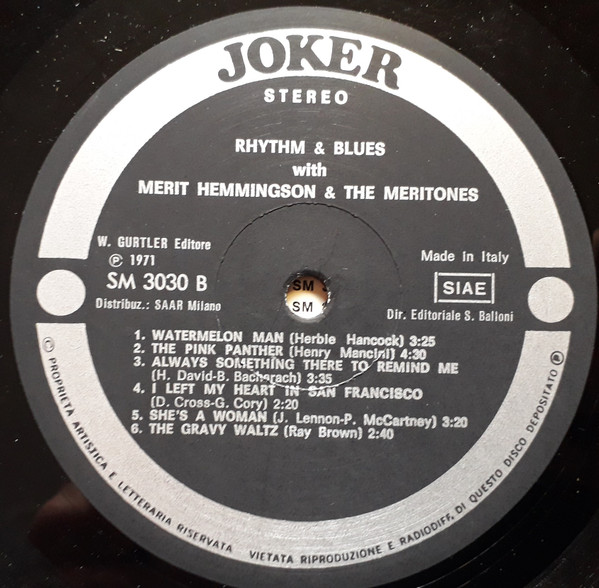 JOKER
STEREO
RHYTHM & BLUES
with
MERIT HEMMINGSON & THE MERITONES
W. GURTLER Editore
Ⓟ 1971
SM 3030 B
Distribuz.: SAAR Milano
Made in Italy
SIAE
Dir. Editoriale S. Balloni
SM
SM
1. WATERMELON MAN (Herbie Hancock) 3:25
2. THE PINK PANTHER (Henry Mancini) 4:30
3. ALWAYS SOMETHING THERE TO REMIND ME
(H. David-B. Bacharach) 3:35
4. I LEFT MY HEART IN SAN FRANCISCO
(D. Cross-G. Cory) 2:20
5. SHE'S A WOMAN (J. Lennon-P. McCartney) 3:20
6. THE GRAVY WALTZ (Ray Brown) 2:40
Ⓒ PROPRIETA ARTISTICA E LETTERARIA RISERVATA VIETATA RIPRODUZIONE E RADIODIFF. DI QUESTO DISCO DEPOSITATO Ⓟ